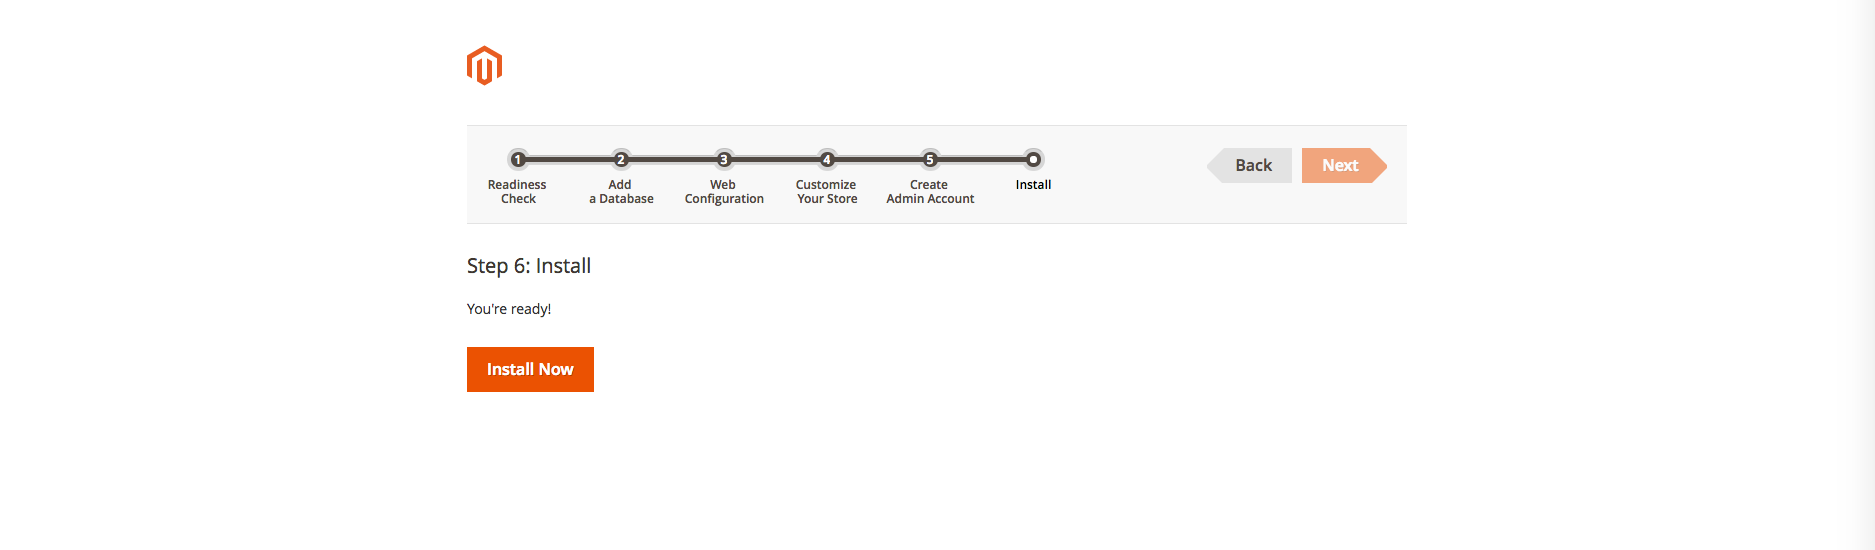 1 2 3 4 5
Readiness Check
Add a Database
Web Configuration
Customize Your Store
Create Admin Account
Install
Back
Next
Step 6: Install
You're ready!
Install Now